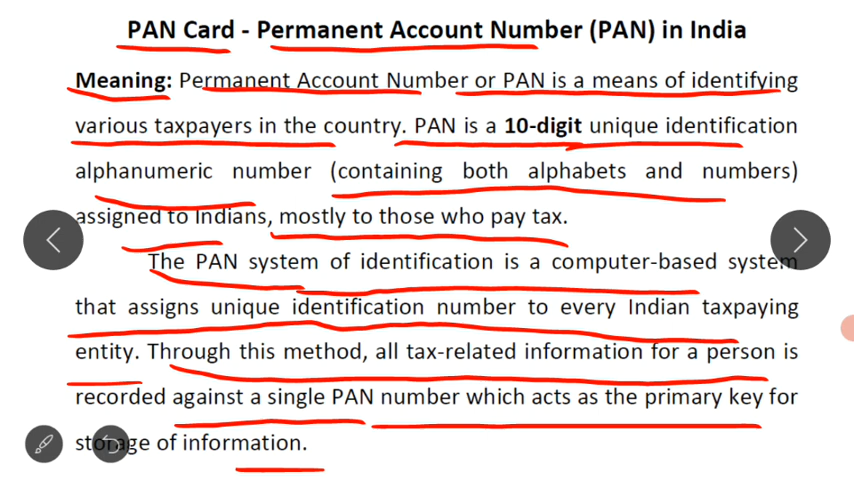 PAN Card - Permanent Account Number (PAN) in India
Meaning: Permanent Account Number or PAN is a means of identifying
various taxpayers in the country. PAN is a 10-digit unique identification
alphanumeric number (containing both alphabets and numbers)
assigned to Indians, mostly to those who pay tax.
The PAN system of identification is a computer-based system
that assigns unique identification number to every Indian taxpaying
entity. Through this method, all tax-related information for a person is
recorded against a single PAN number which acts as the primary key for
storage of information.